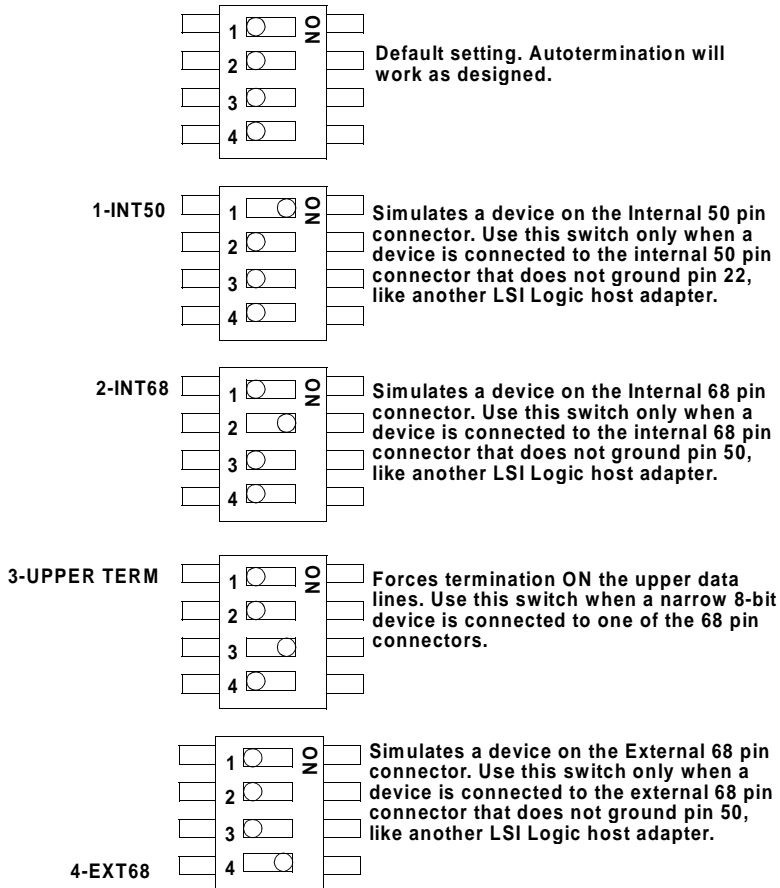 1 ON
2
3
4
Default setting. Autotermination will
work as designed.
1-INT50
1 ON
2
3
4
Simulates a device on the Internal 50 pin
connector. Use this switch only when a
device is connected to the internal 50 pin
connector that does not ground pin 22,
like another LSI Logic host adapter.
2-INT68
1 ON
2
3
4
Simulates a device on the Internal 68 pin
connector. Use this switch only when a
device is connected to the internal 68 pin
connector that does not ground pin 50,
like another LSI Logic host adapter.
3-UPPER TERM
1 ON
2
3
4
Forces termination ON the upper data
lines. Use this switch when a narrow 8-bit
device is connected to one of the 68 pin
connectors.
1 ON
2
3
4
Simulates a device on the External 68 pin
connector. Use this switch only when a
device is connected to the external 68 pin
connector that does not ground pin 50,
like another LSI Logic host adapter.
4-EXT68